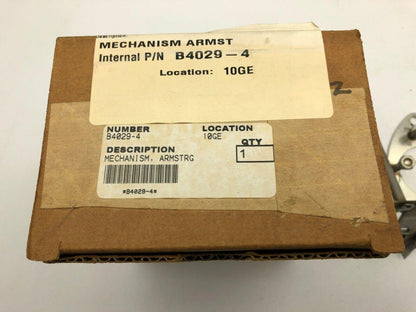 MECHANISM ARMST
Internal P/N B4029-4
Location: 10GE
2
NUMBER LOCATION
B4029-4 10GE
DESCRIPTION QTY
MECHANISM, ARMSTRG 1
*B4029-4*